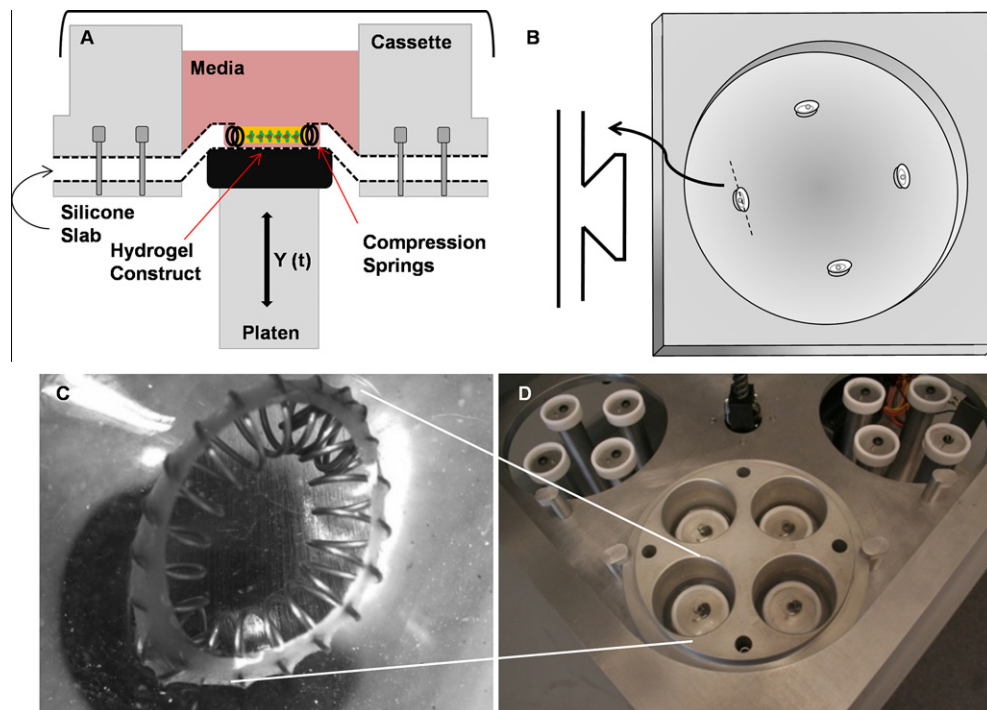 A
Cassette
Media
Silicone
Slab
Hydrogel
Construct
Y (t)
Compression
Springs
Platen
B
C
D